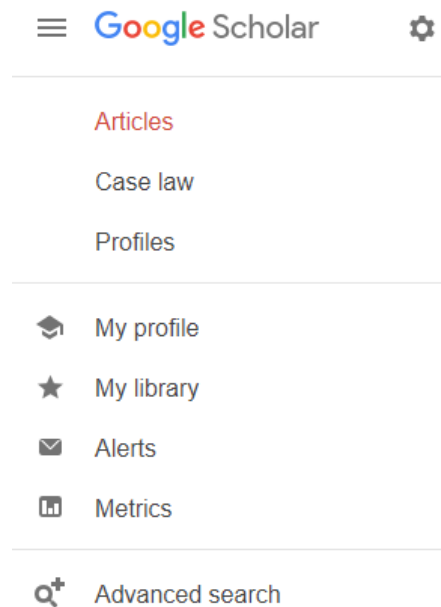 Google Scholar
Articles
Case law
Profiles
My profile
My library
Alerts
Metrics
Advanced search